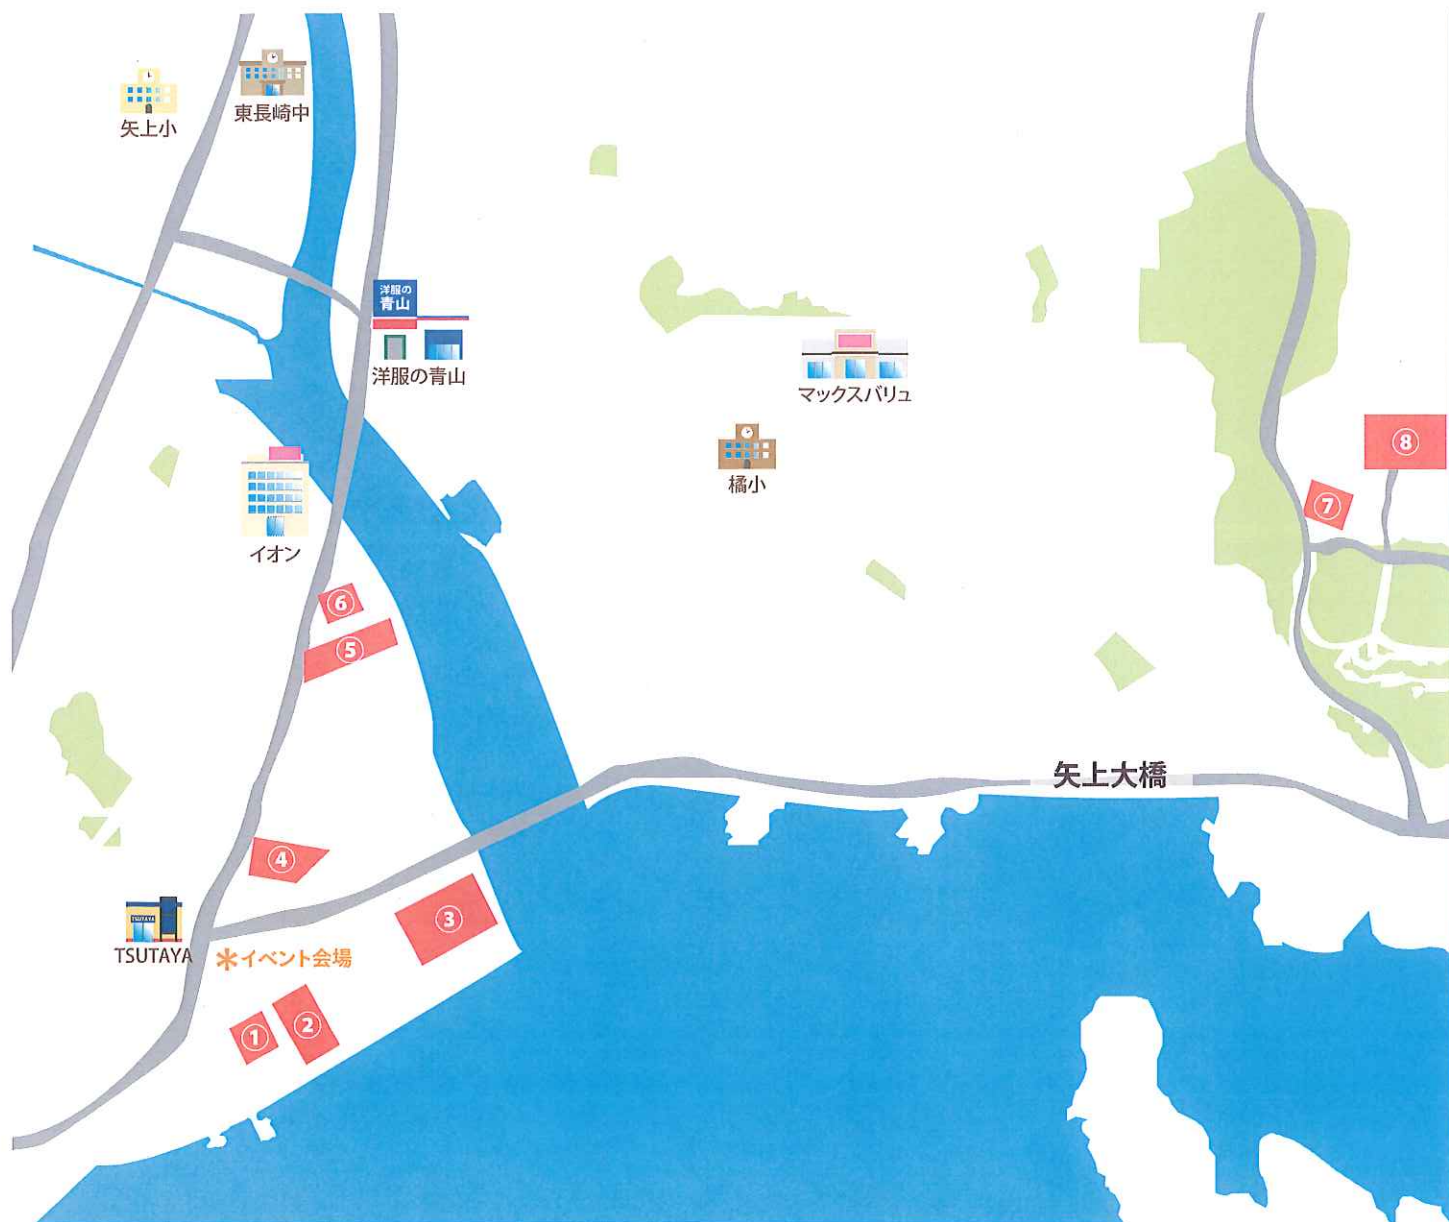 矢上小
東長崎中
洋服の
青山
洋服の青山
マックスバリュ
橘小
イオン
⑧
⑦
⑥
⑤
矢上大橋
④
③
TSUTAYA
TSUTAYA
＊イベント会場
①
②